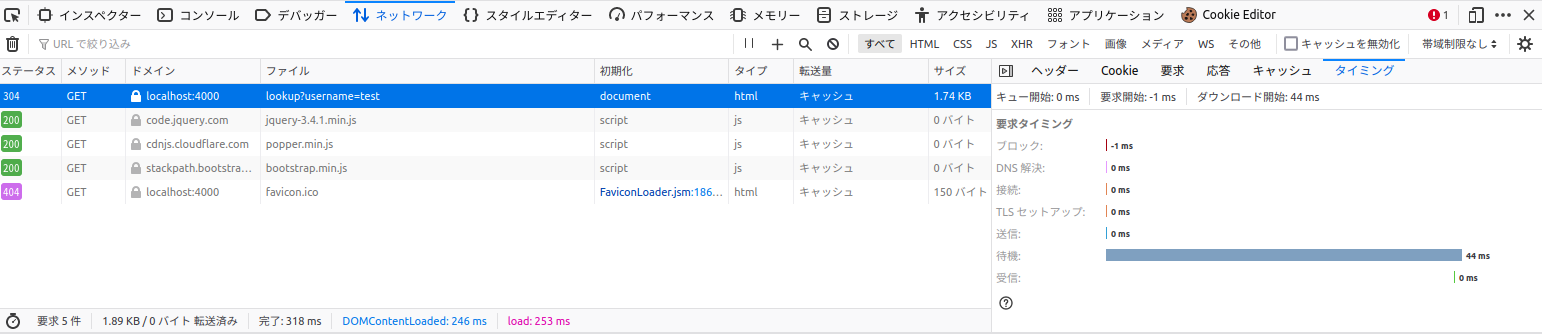 インスペクター コンソール デバッガー ネットワーク スタイルエディター パフォーマンス メモリー ストレージ アクセシビリティ アプリケーション Cookie Editor 1
URL で絞り込み すべて HTML CSS JS XHR フォント 画像 メディア WS その他 キャッシュを無効化 帯域制限なし
ステータス メソッド ドメイン ファイル 初期化 タイプ 転送量 サイズ
304 GET localhost:4000 lookup?username=test document html キャッシュ 1.74 KB
200 GET code.jquery.com jquery-3.4.1.min.js script js キャッシュ 0 バイト
200 GET cdnjs.cloudflare.com popper.min.js script js キャッシュ 0 バイト
200 GET stackpath.bootstra… bootstrap.min.js script js キャッシュ 0 バイト
404 GET localhost:4000 favicon.ico FaviconLoader.jsm:186… html キャッシュ 150 バイト
要求 5 件 1.89 KB / 0 バイト 転送済み 完了: 318 ms DOMContentLoaded: 246 ms load: 253 ms
ヘッダー Cookie 要求 応答 キャッシュ タイミング
キュー開始: 0 ms 要求開始: -1 ms ダウンロード開始: 44 ms
要求タイミング
ブロック: -1 ms
DNS 解決: 0 ms
接続: 0 ms
TLS セットアップ: 0 ms
送信: 0 ms
待機: 44 ms
受信: 0 ms